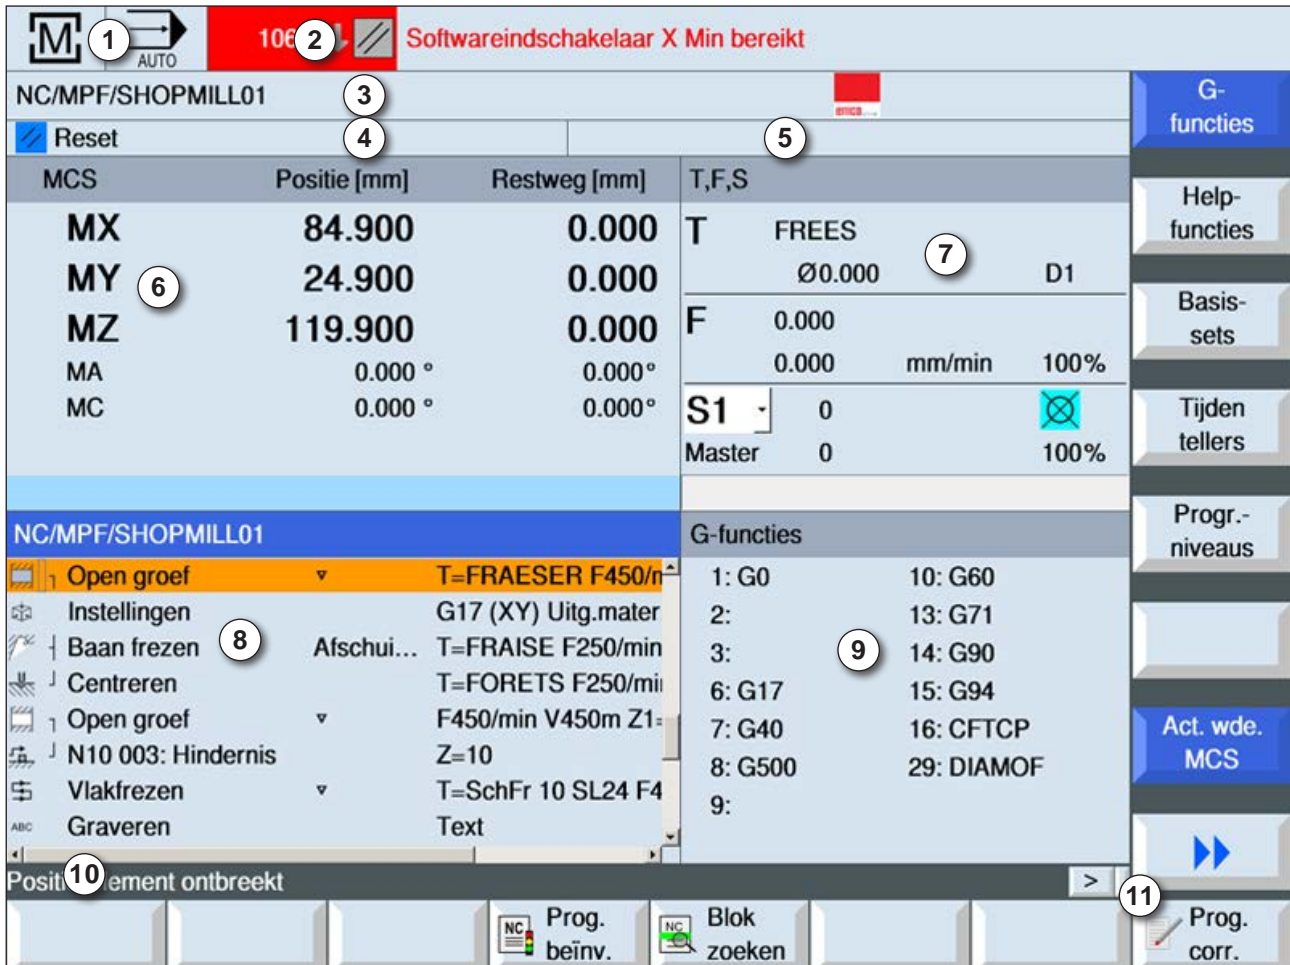 M 1 AUTO 106 2 Softwareindschakelaar X Min bereikt
NC/MPF/SHOPMILL01 3 emco
Reset 4 5
MCS Positie [mm] Restweg [mm]
MX 84.900 0.000
MY 24.900 0.000
6
MZ 119.900 0.000
MA 0.000 ° 0.000°
MC 0.000 ° 0.000°
T,F,S
T FREES 7
Ø0.000 D1
F 0.000
0.000 mm/min 100%
S1 0
Master 0 100%
NC/MPF/SHOPMILL01
Open groef T=FRAESER F450/m
Instellingen G17 (XY) Uitg.mater
Baan frezen 8 Afschui... T=FRAISE F250/min
Centreren T=FORETS F250/mi
Open groef F450/min V450m Z1=
N10 003: Hindernis Z=10
Vlakfrezen T=SchFr 10 SL24 F4
ABC Graveren Text
G-functies
1: G0 10: G60
2: 13: G71
3: 9 14: G90
6: G17 15: G94
7: G40 16: CFTCP
8: G500 29: DIAMOF
9:
Positi 10 ement ontbreekt >
11
G-
functies
Help-
functies
Basis-
sets
Tijden
tellers
Progr.-
niveaus
Act. wde.
MCS
NC Prog.
beïnv.
NC Blok
zoeken
Prog.
corr.